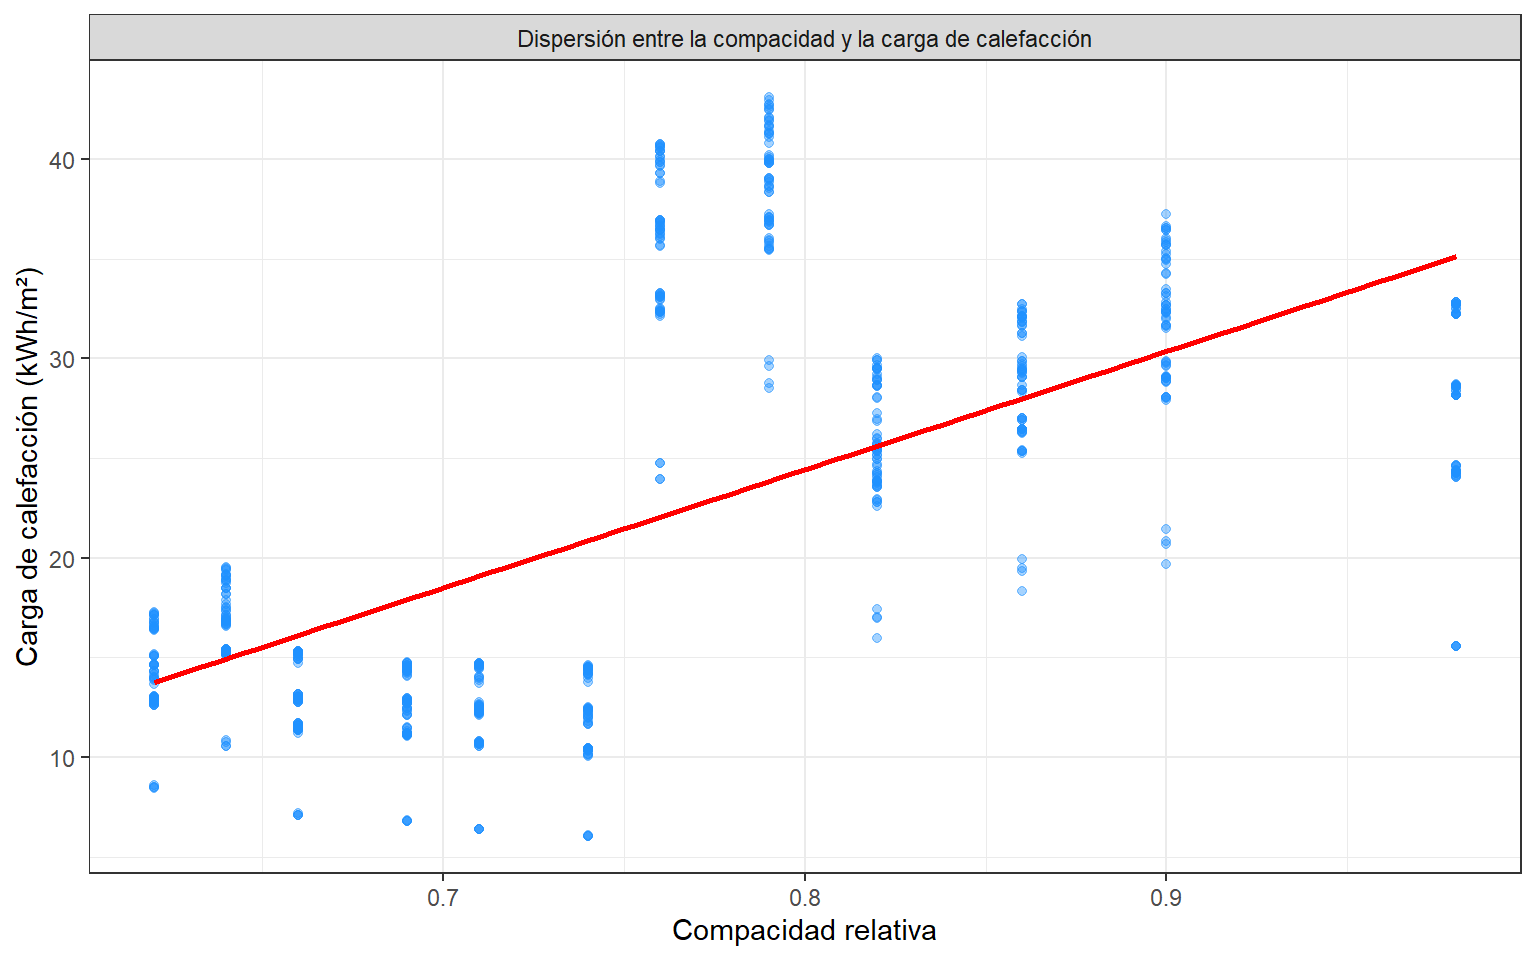 Dispersión entre la compacidad y la carga de calefacción
Carga de calefacción (kWh/m²)
40
30
20
10
0.7
0.8
0.9
Compacidad relativa